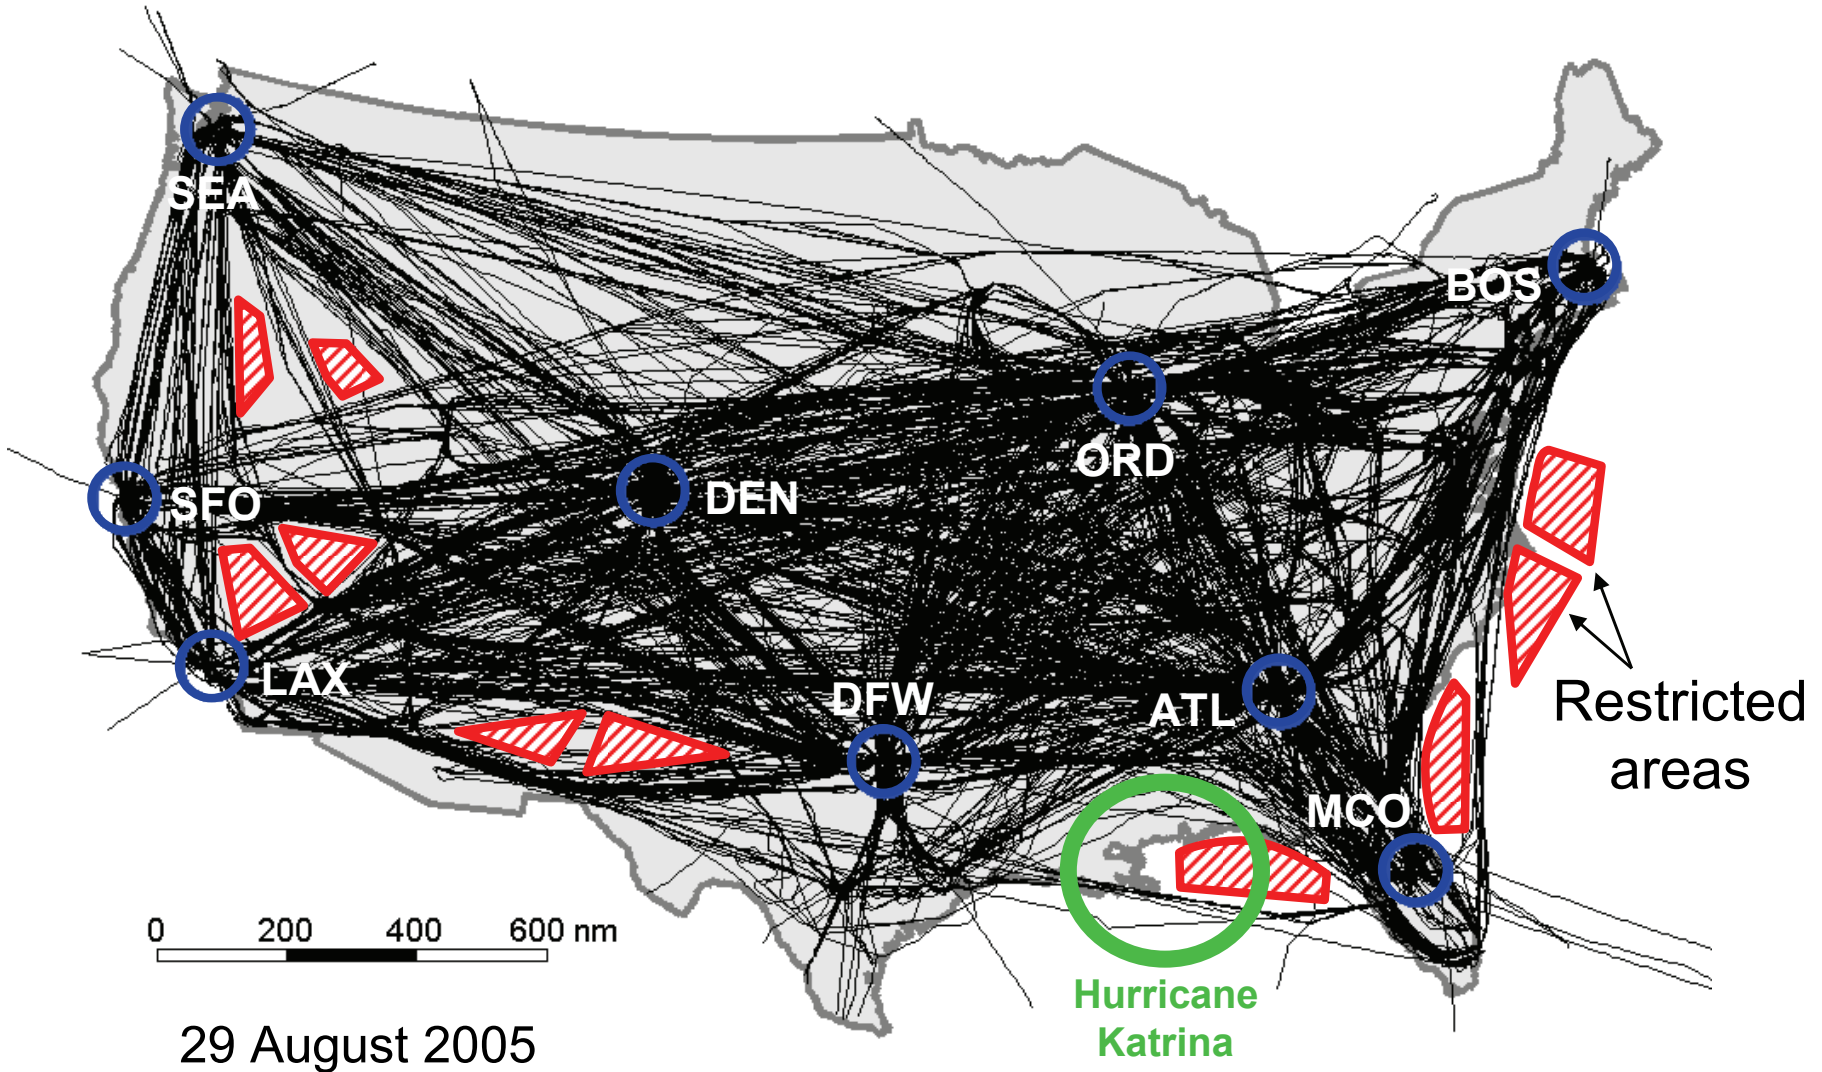 SEA
BOS
ORD
SFO
DEN
LAX
DFW
ATL
Restricted
areas
MCO
0 200 400 600 nm
Hurricane
Katrina
29 August 2005